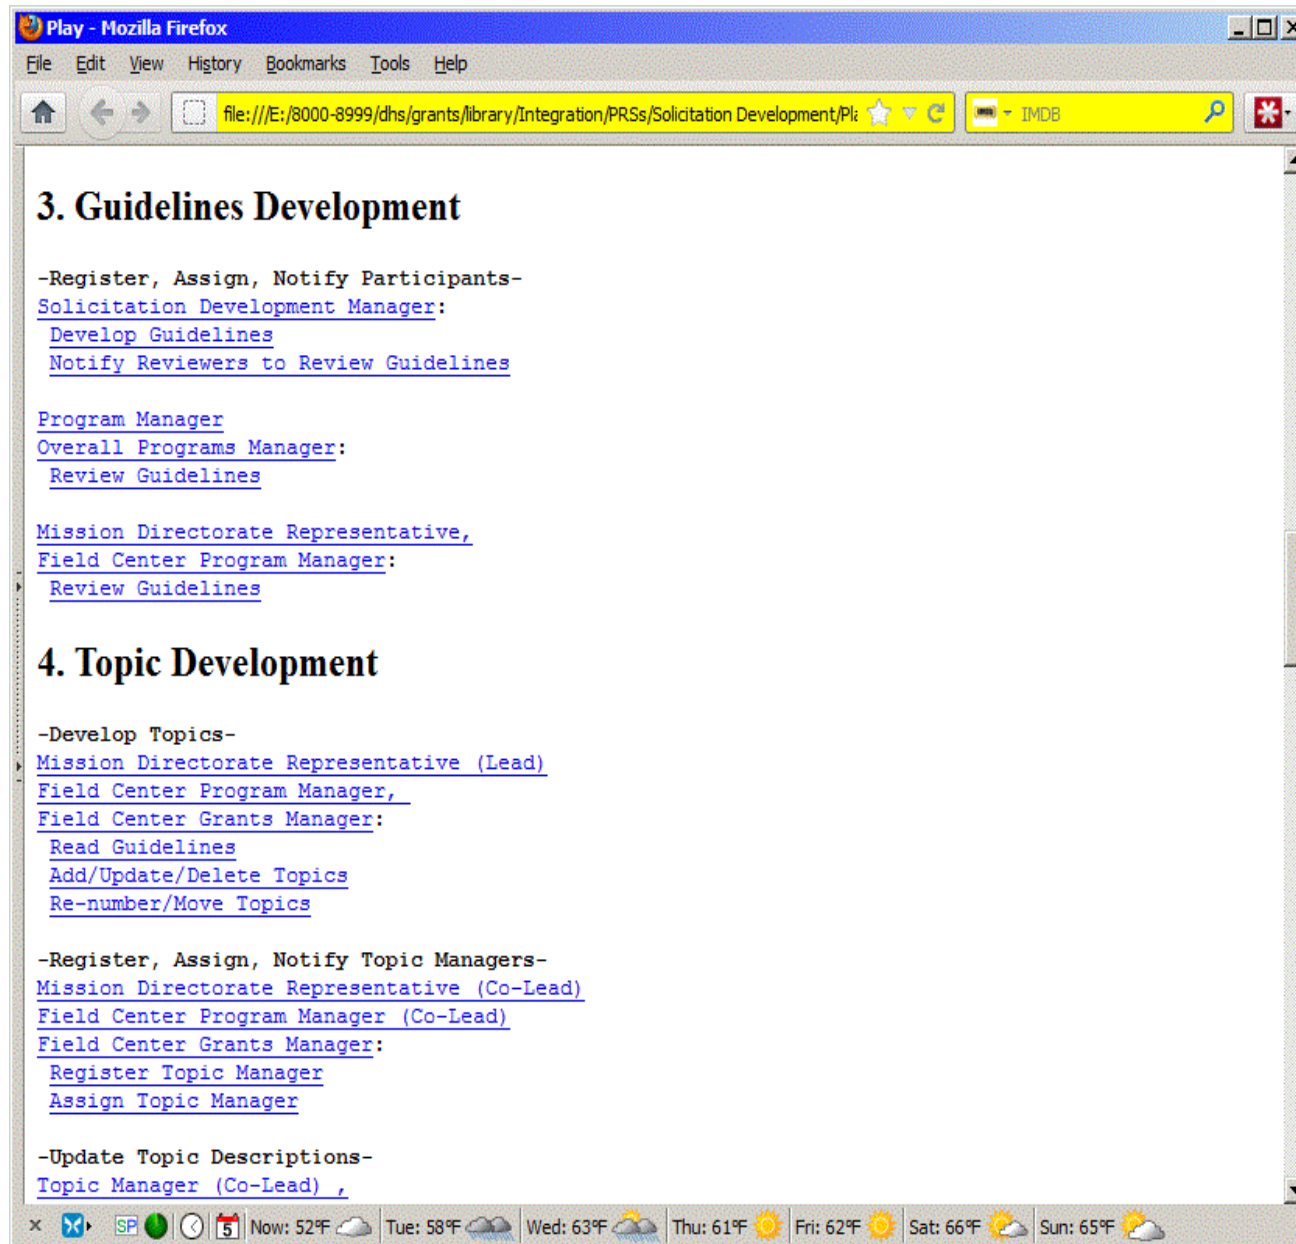 Play - Mozilla Firefox
File Edit View History Bookmarks Tools Help
file:///E:/8000-8999/dhs/grants/library/Integration/PRSs/Solicitation Development/Pla IMDB
3. Guidelines Development
-Register, Assign, Notify Participants-
Solicitation Development Manager:
Develop Guidelines
Notify Reviewers to Review Guidelines
Program Manager
Overall Programs Manager:
Review Guidelines
Mission Directorate Representative,
Field Center Program Manager:
Review Guidelines
4. Topic Development
-Develop Topics-
Mission Directorate Representative (Lead)
Field Center Program Manager,
Field Center Grants Manager:
Read Guidelines
Add/Update/Delete Topics
Re-number/Move Topics
-Register, Assign, Notify Topic Managers-
Mission Directorate Representative (Co-Lead)
Field Center Program Manager (Co-Lead)
Field Center Grants Manager:
Register Topic Manager
Assign Topic Manager
-Update Topic Descriptions-
Topic Manager (Co-Lead) ,
SP 5 Now: 52°F Tue: 58°F Wed: 63°F Thu: 61°F Fri: 62°F Sat: 66°F Sun: 65°F